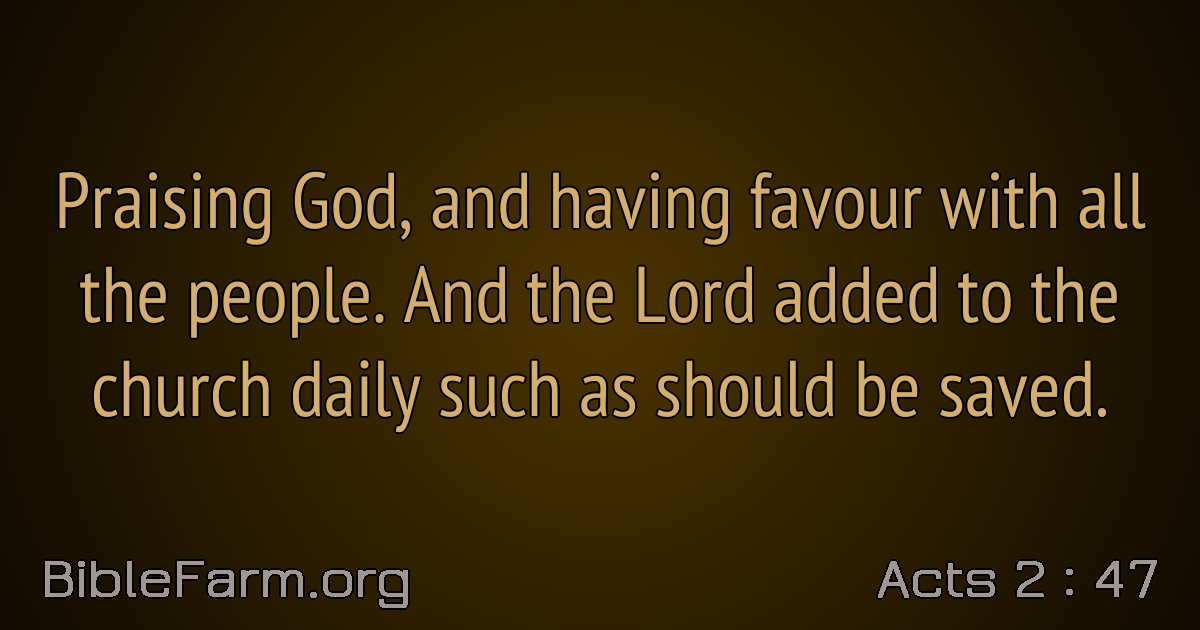 Praising God, and having favour with all
the people. And the Lord added to the
church daily such as should be saved.
BibleFarm.org
Acts 2 : 47